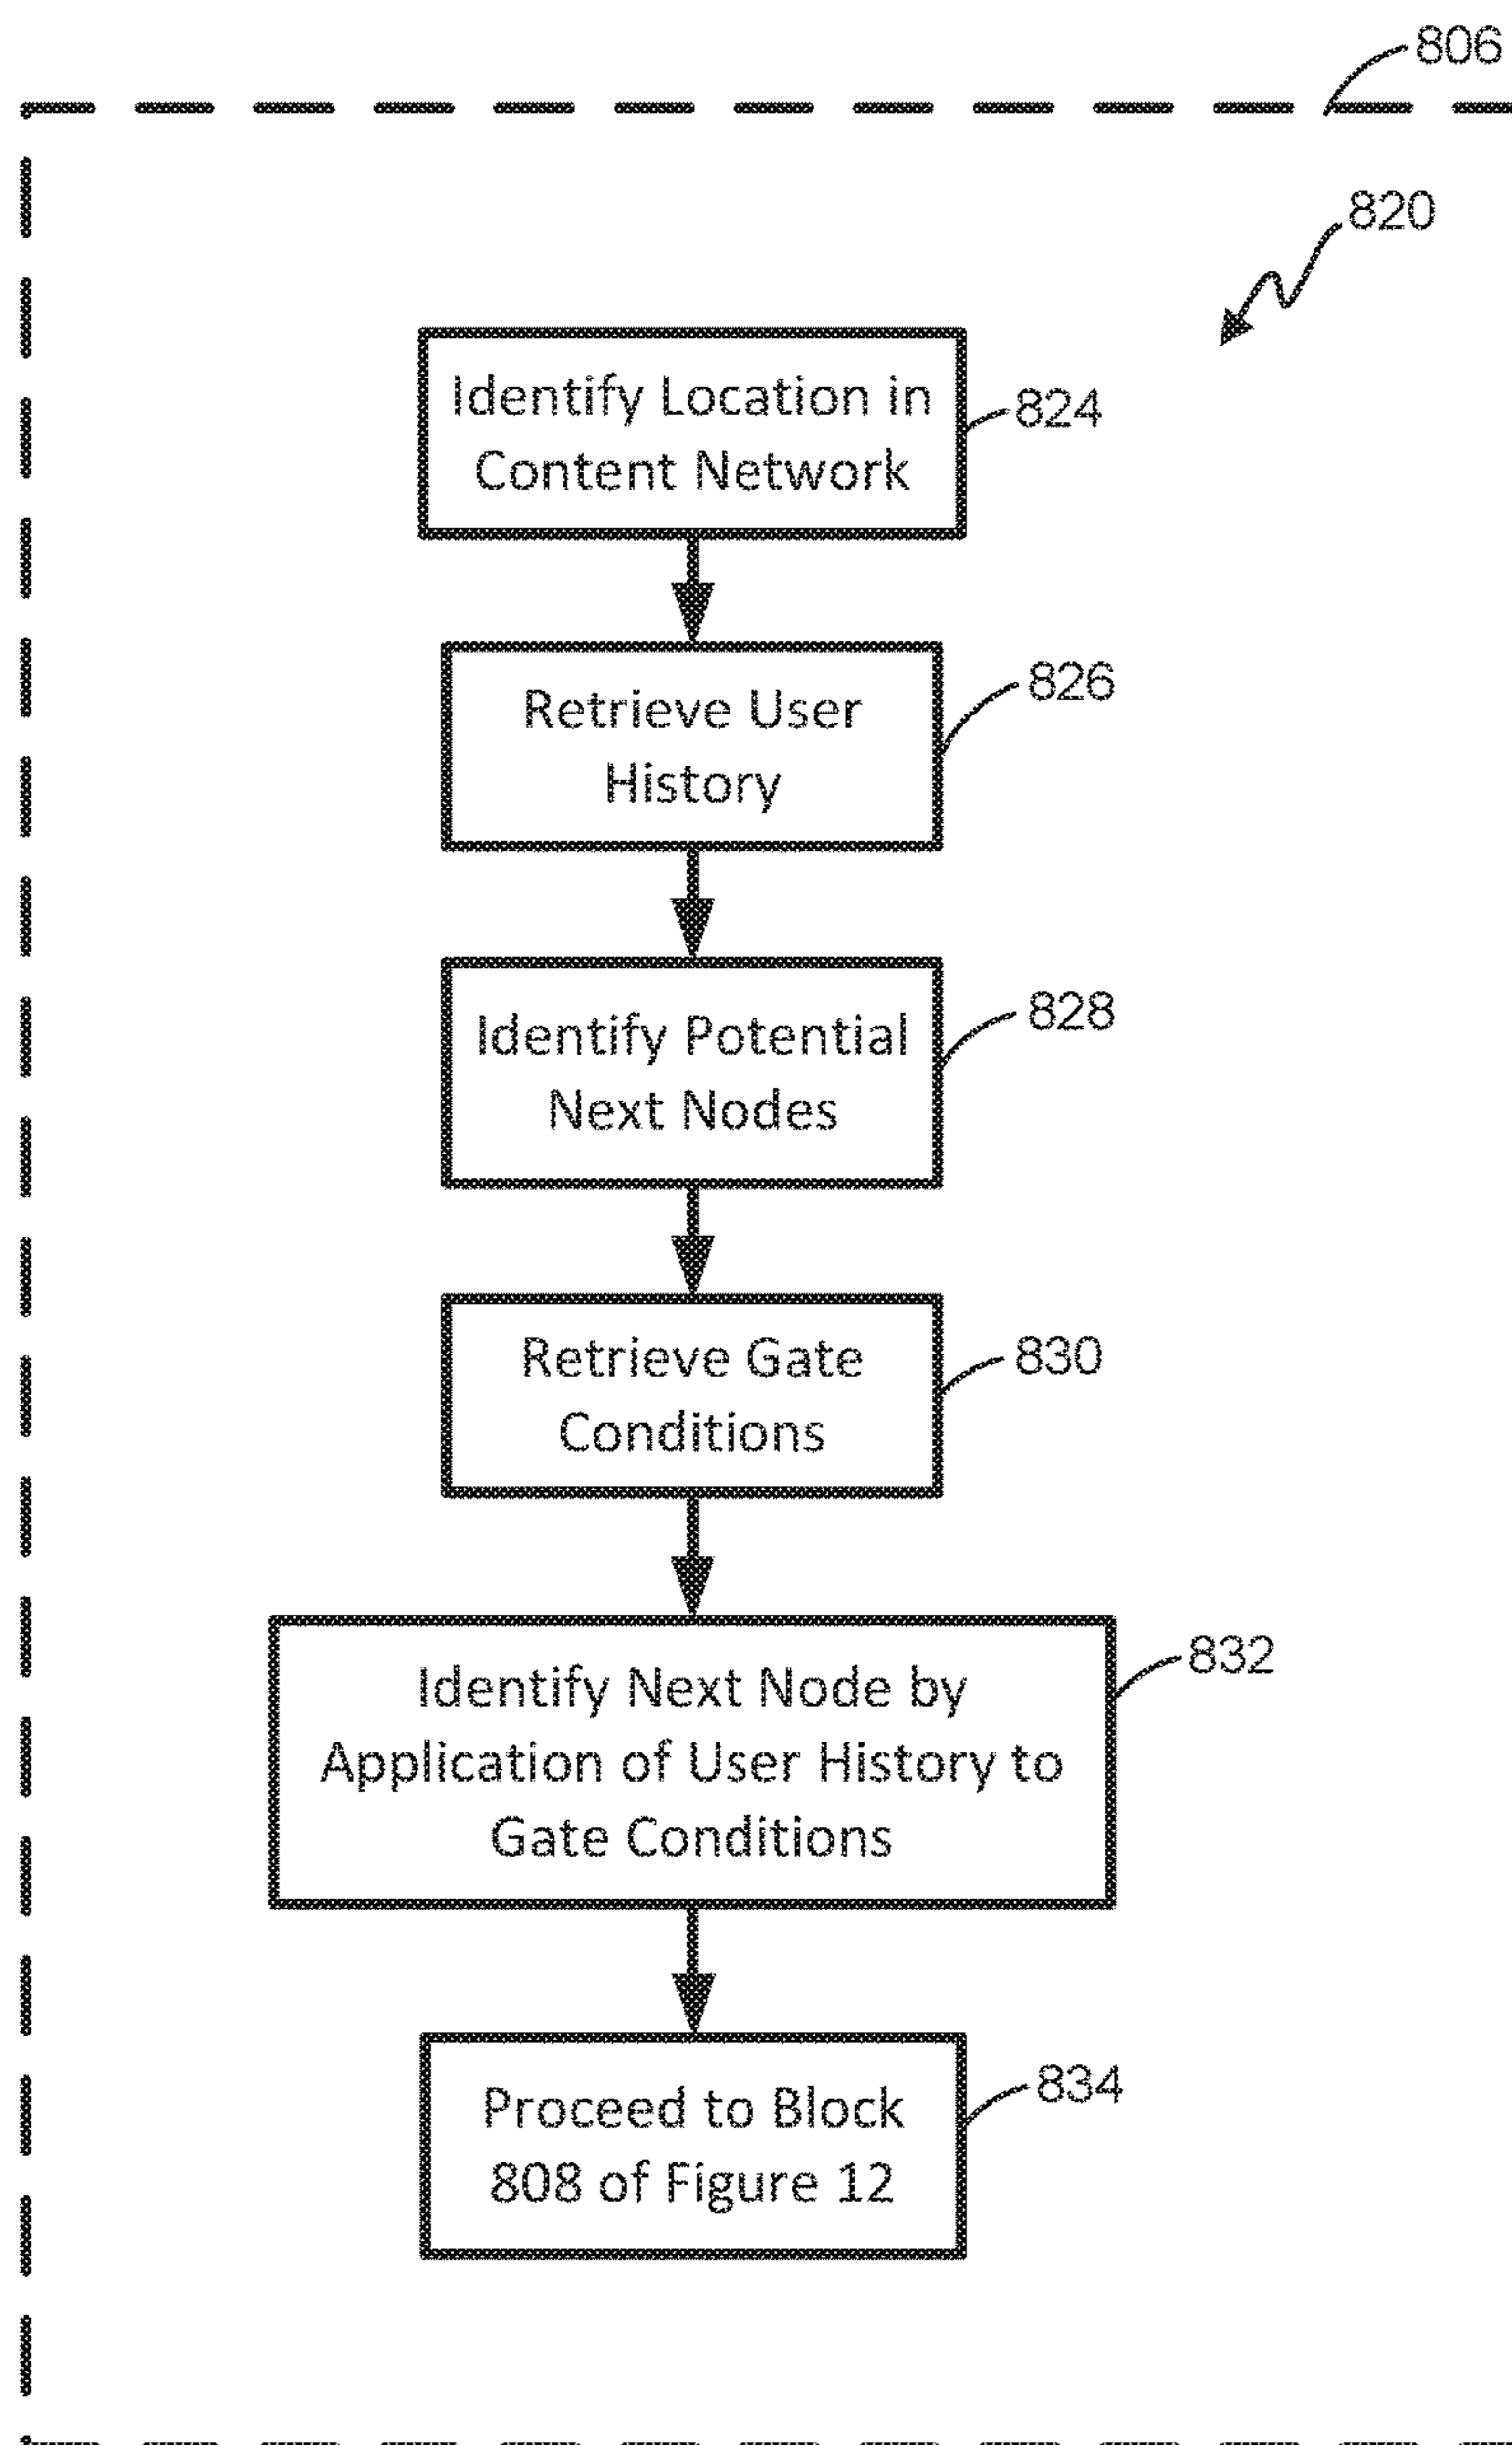 806
820
Identify Location in
Content Network
824
Retrieve User
History
826
Identify Potential
Next Nodes
828
Retrieve Gate
Conditions
830
Identify Next Node by
Application of User History to
Gate Conditions
832
Proceed to Block
808 of Figure 12
834